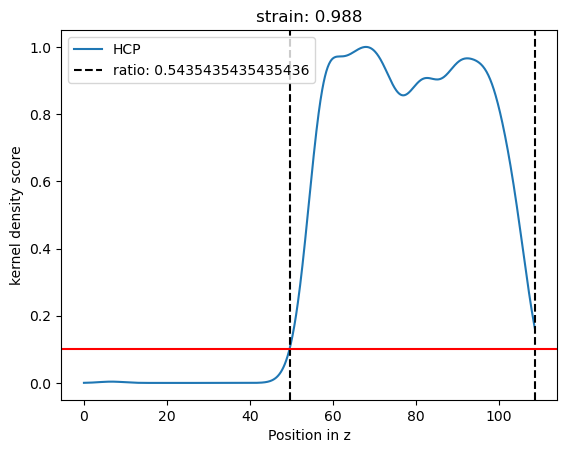 strain: 0.988
HCP
ratio: 0.5435435435435436
kernel density score
1.0
0.8
0.6
0.4
0.2
0.0
0 20 40 60 80 100
Position in z